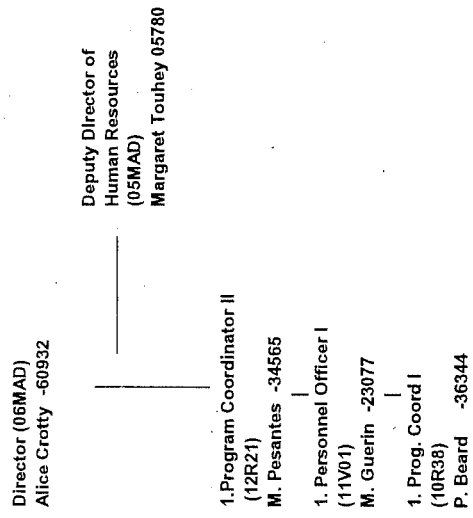 Director (06MAD)
Alice Crotty -60932
Deputy Director of
Human Resources
(05MAD)
Margaret Touhey 05780
1.Program Coordinator II
(12R21)
M. Pesantes -34565
1. Personnel Officer I
(11V01)
M. Guerin -23077
1. Prog. Coord I
(10R38)
P. Beard -36344